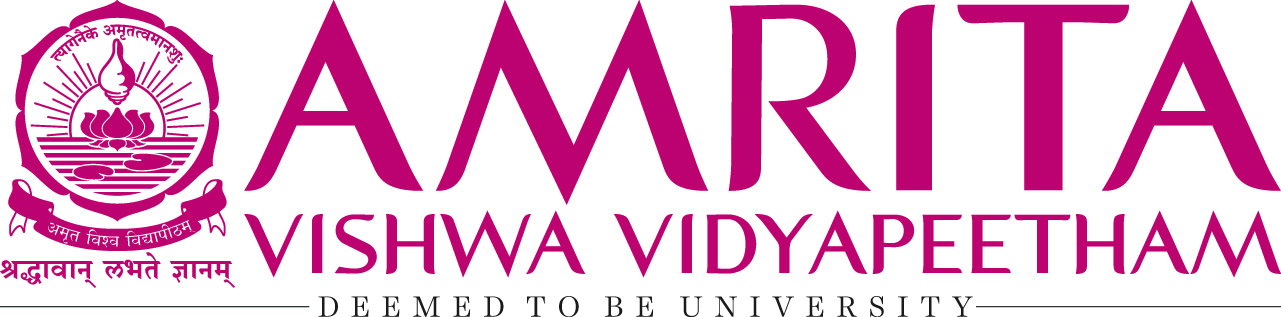 त्यागेनैके अमृतत्वमानशुः
अमृत विश्व विद्यापीठम्
श्रद्धावान् लभते ज्ञानम्
AMRITA
VISHWA VIDYAPEETHAM
DEEMED TO BE UNIVERSITY